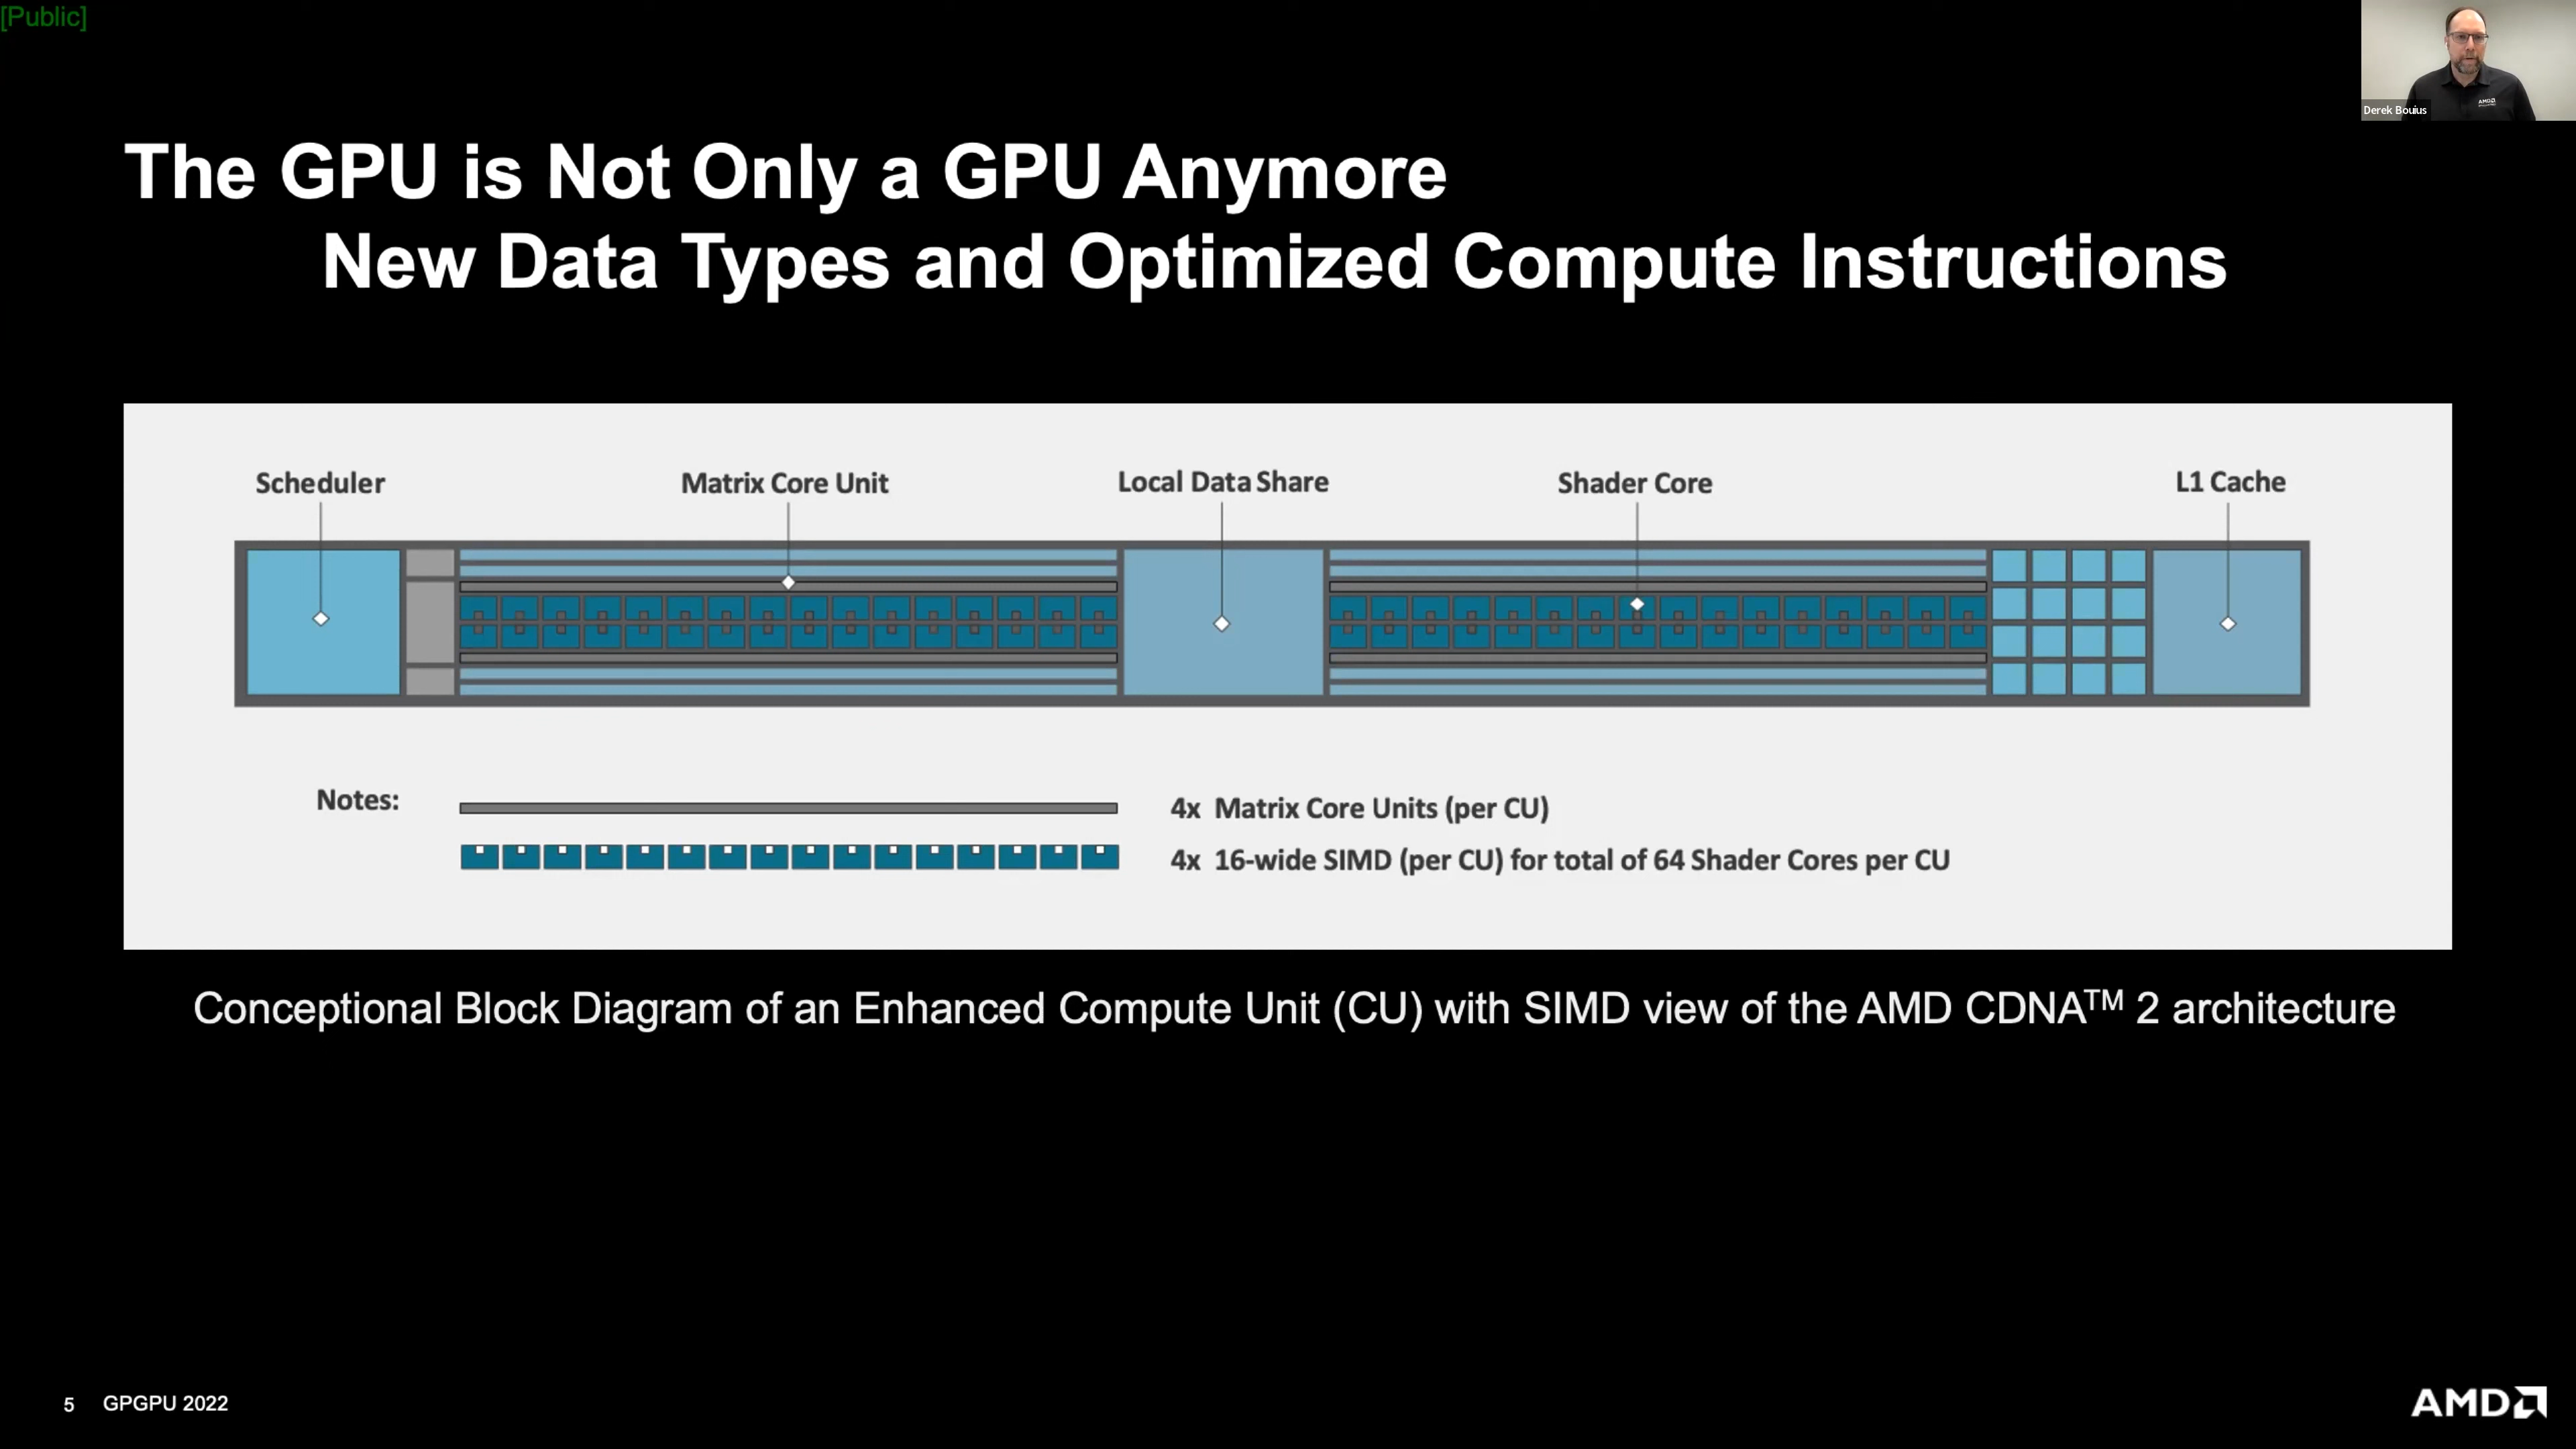 [Public]
Derek Bouius
AMD
The GPU is Not Only a GPU Anymore
New Data Types and Optimized Compute Instructions
Scheduler
Matrix Core Unit
Local Data Share
Shader Core
L1 Cache
Notes:
4x Matrix Core Units (per CU)
4x 16-wide SIMD (per CU) for total of 64 Shader Cores per CU
Conceptional Block Diagram of an Enhanced Compute Unit (CU) with SIMD view of the AMD CDNA™ 2 architecture
5 GPGPU 2022
AMD